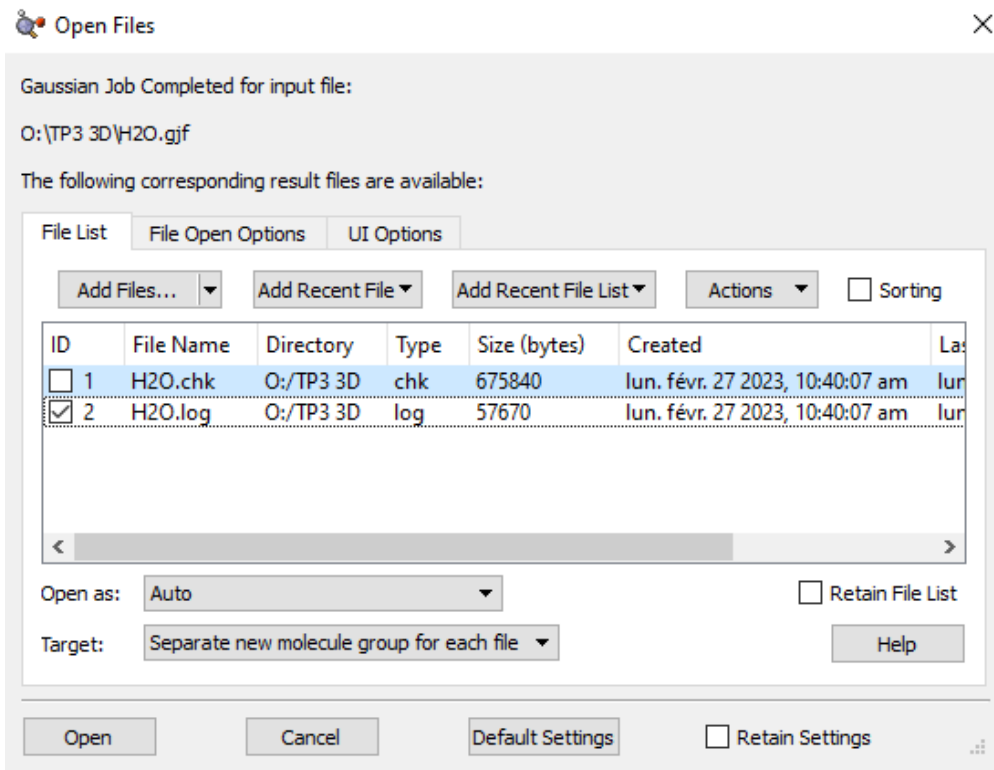 Open Files
Gaussian Job Completed for input file:
O:\TP3 3D\H2O.gjf
The following corresponding result files are available:
File List File Open Options UI Options
Add Files... Add Recent File Add Recent File List Actions Sorting
ID File Name Directory Type Size (bytes) Created Las
1 H2O.chk O:/TP3 3D chk 675840 lun. févr. 27 2023, 10:40:07 am lun
2 H2O.log O:/TP3 3D log 57670 lun. févr. 27 2023, 10:40:07 am lun
Open as: Auto Retain File List
Target: Separate new molecule group for each file Help
Open Cancel Default Settings Retain Settings